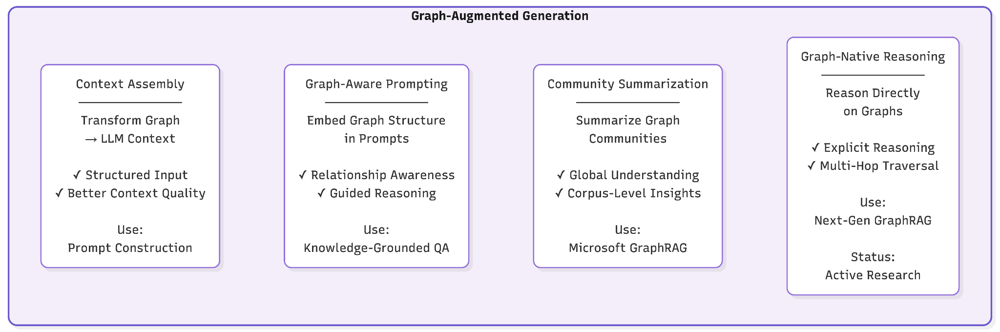 Graph-Augmented Generation
Context Assembly
Transform Graph
→ LLM Context
✓ Structured Input
✓ Better Context Quality
Use:
Prompt Construction
Graph-Aware Prompting
Embed Graph Structure
in Prompts
✓ Relationship Awareness
✓ Guided Reasoning
Use:
Knowledge-Grounded QA
Community Summarization
Summarize Graph
Communities
✓ Global Understanding
✓ Corpus-Level Insights
Use:
Microsoft GraphRAG
Graph-Native Reasoning
Reason Directly
on Graphs
✓ Explicit Reasoning
✓ Multi-Hop Traversal
Use:
Next-Gen GraphRAG
Status:
Active Research